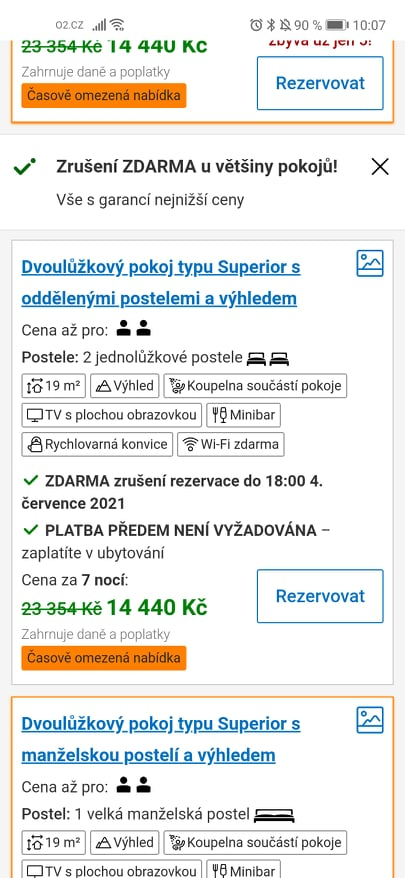 o2.cz 90 % 10:07
23 354 Kč 14 440 Kč
zbývá už jen 3!
Zahrnuje daně a poplatky
Časově omezená nabídka
Rezervovat
Zrušení ZDARMA u většiny pokojů!
Vše s garancí nejnižší ceny
Dvoulůžkový pokoj typu Superior s
oddělenými postelemi a výhledem
Cena až pro:
Postele: 2 jednolůžkové postele
19 m² Výhled Koupelna součástí pokoje
TV s plochou obrazovkou Minibar
Rychlovarná konvice Wi-Fi zdarma
ZDARMA zrušení rezervace do 18:00 4.
července 2021
PLATBA PŘEDEM NENÍ VYŽADOVÁNA –
zaplatíte v ubytování
Cena za 7 nocí:
23 354 Kč 14 440 Kč
Zahrnuje daně a poplatky
Časově omezená nabídka
Rezervovat
Dvoulůžkový pokoj typu Superior s
manželskou postelí a výhledem
Cena až pro:
Postel: 1 velká manželská postel
19 m² Výhled Koupelna součástí pokoje
TV s plochou obrazovkou Minibar